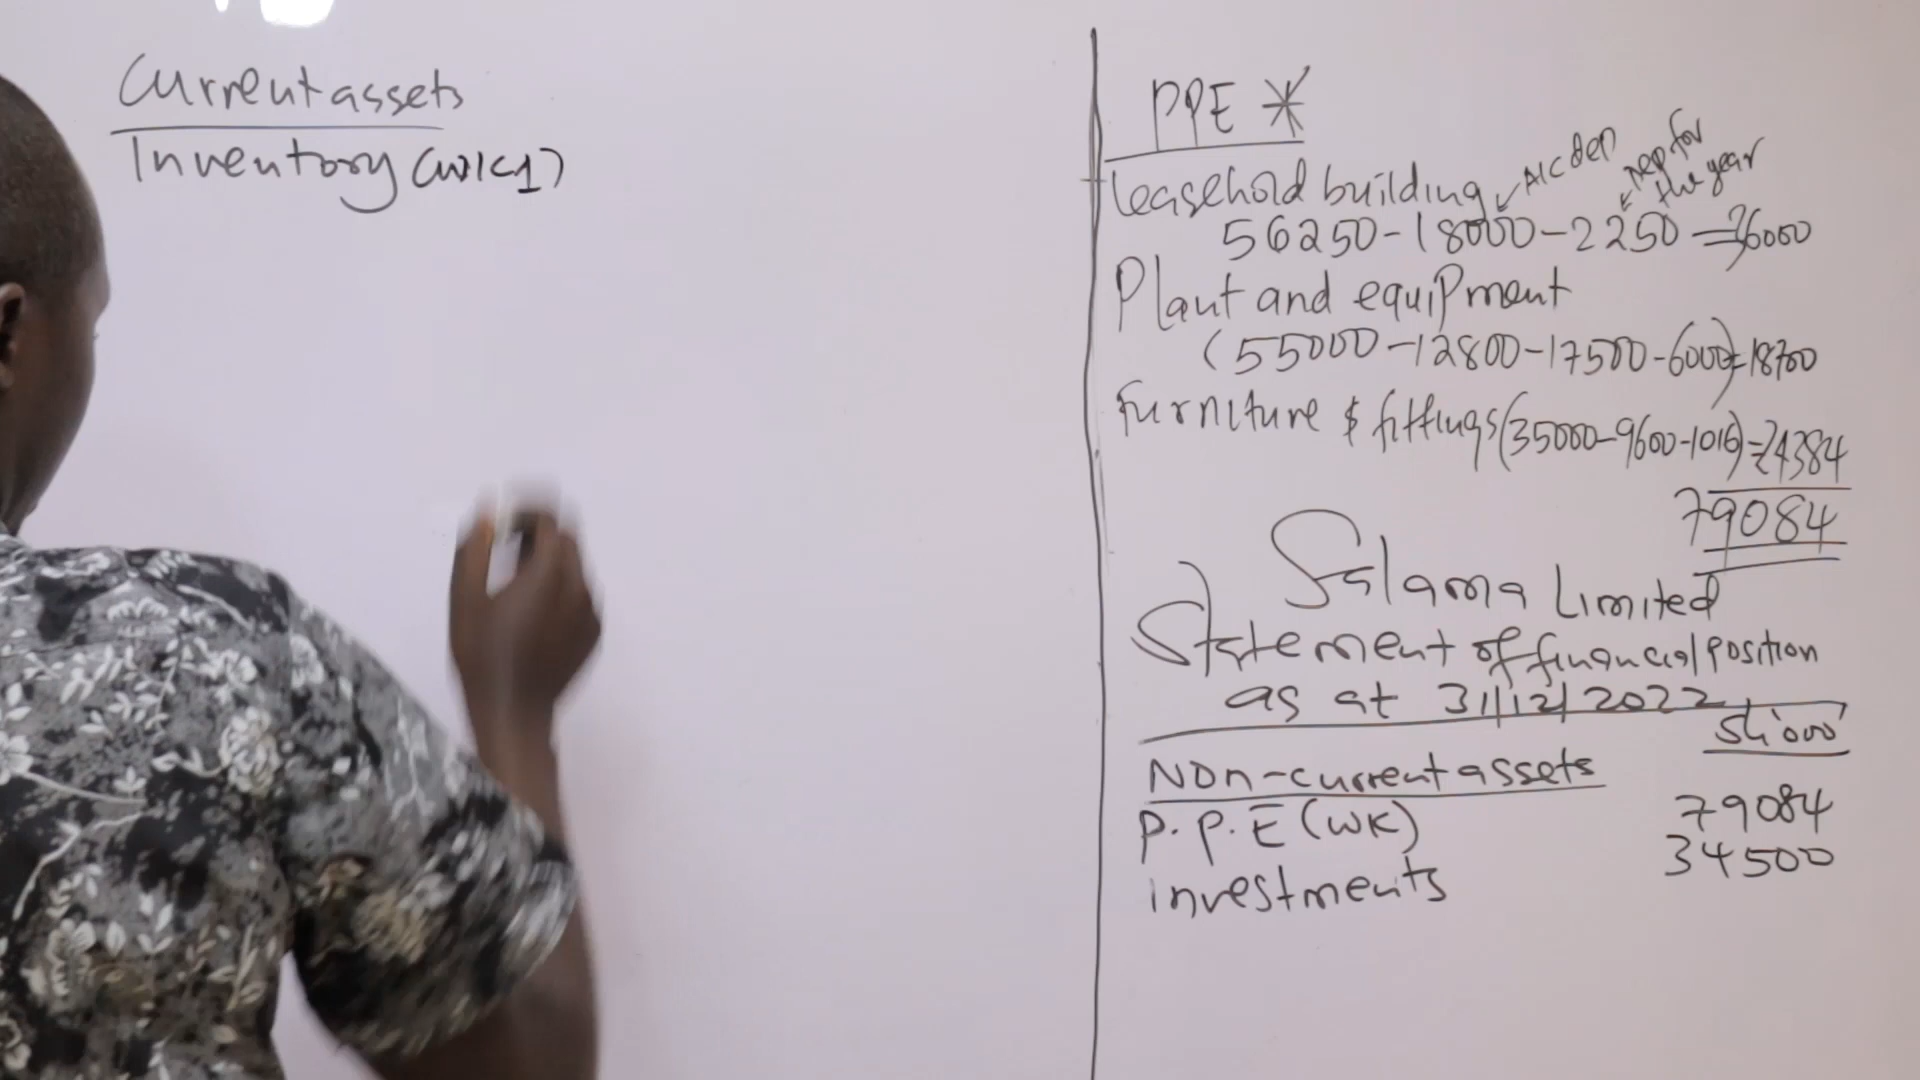 Current assets
Inventory (WK1)
PPE *
Leasehold building A/C dep Dep for the year
56250-18000-2250=36000
Plant and equipment
(55000-12800-17500-6000)=18700
Furniture & fittings (35000-9600-1016)=24384
79084
Salama Limited
Statement of financial position
as at 31/12/2022
Sh'000'
Non-current assets
P.P.E (WK) 79084
investments 34500